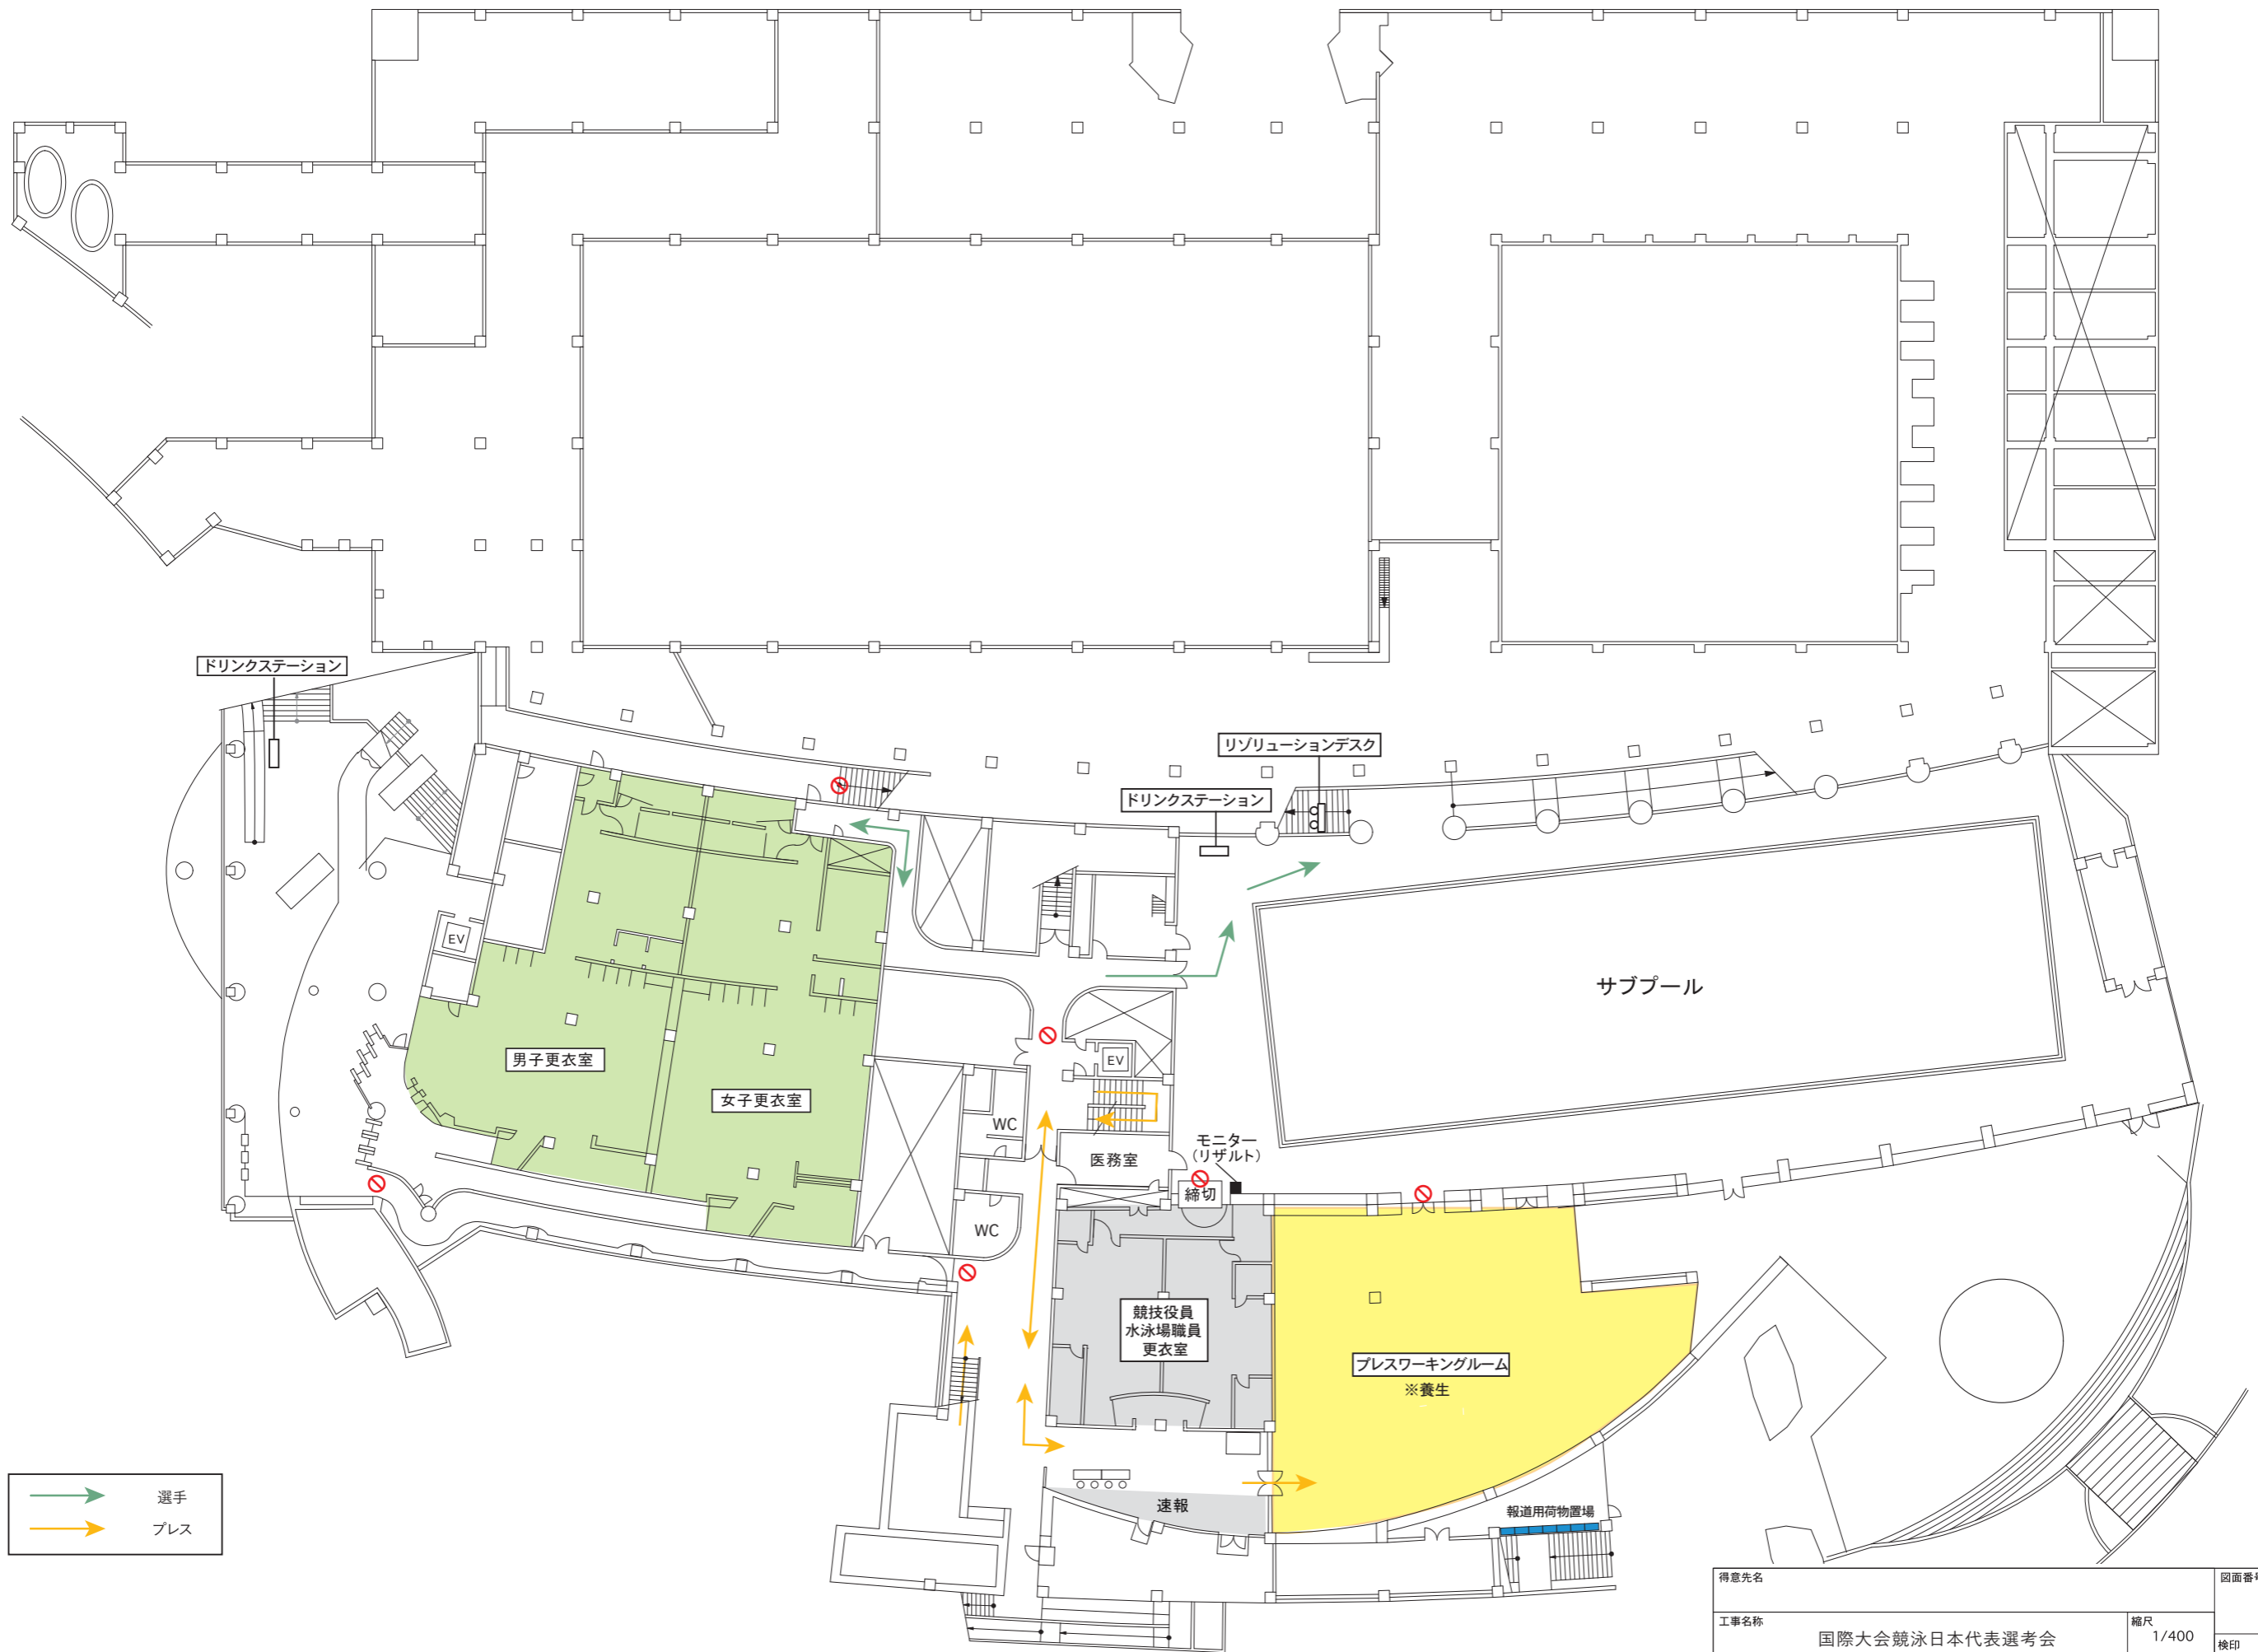 ドリンクステーション
リゾリューションデスク
ドリンクステーション
EV
サブプール
男子更衣室
EV
女子更衣室
WC
モニター
（リザルト）
医務室
締切
WC
競技役員
水泳場職員
更衣室
プレスワーキングルーム
※養生
選手
速報
報道用荷物置場
プレス
得意先名
図面番号
工事名称
国際大会競泳日本代表選考会
縮尺
1/400
検印